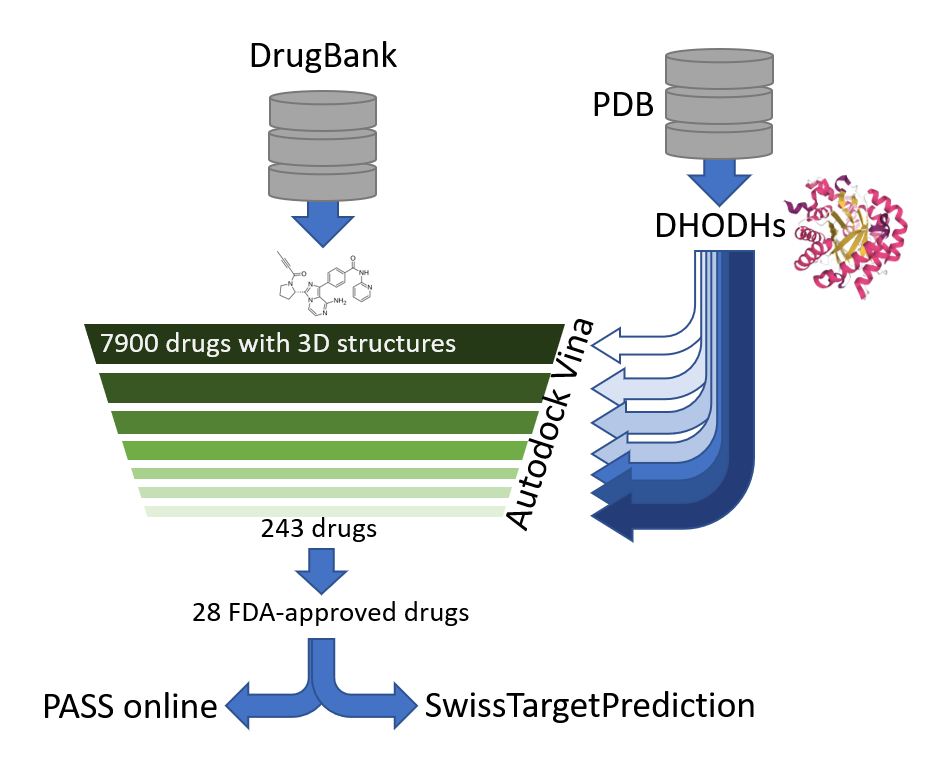 DrugBank
PDB
DHODHs
O
N
N
N
N
NH₂
O
NH
N
7900 drugs with 3D structures
Autodock Vina
243 drugs
28 FDA-approved drugs
PASS online
SwissTargetPrediction